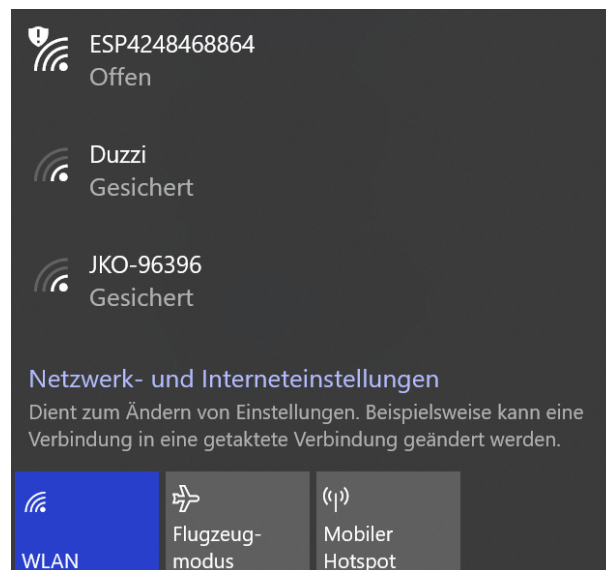 ESP4248468864
Offen
Duzzi
Gesichert
JKO-96396
Gesichert
Netzwerk- und Interneteinstellungen
Dient zum Ändern von Einstellungen. Beispielsweise kann eine
Verbindung in eine getaktete Verbindung geändert werden.
WLAN
Flugzeug-
modus
Mobiler
Hotspot